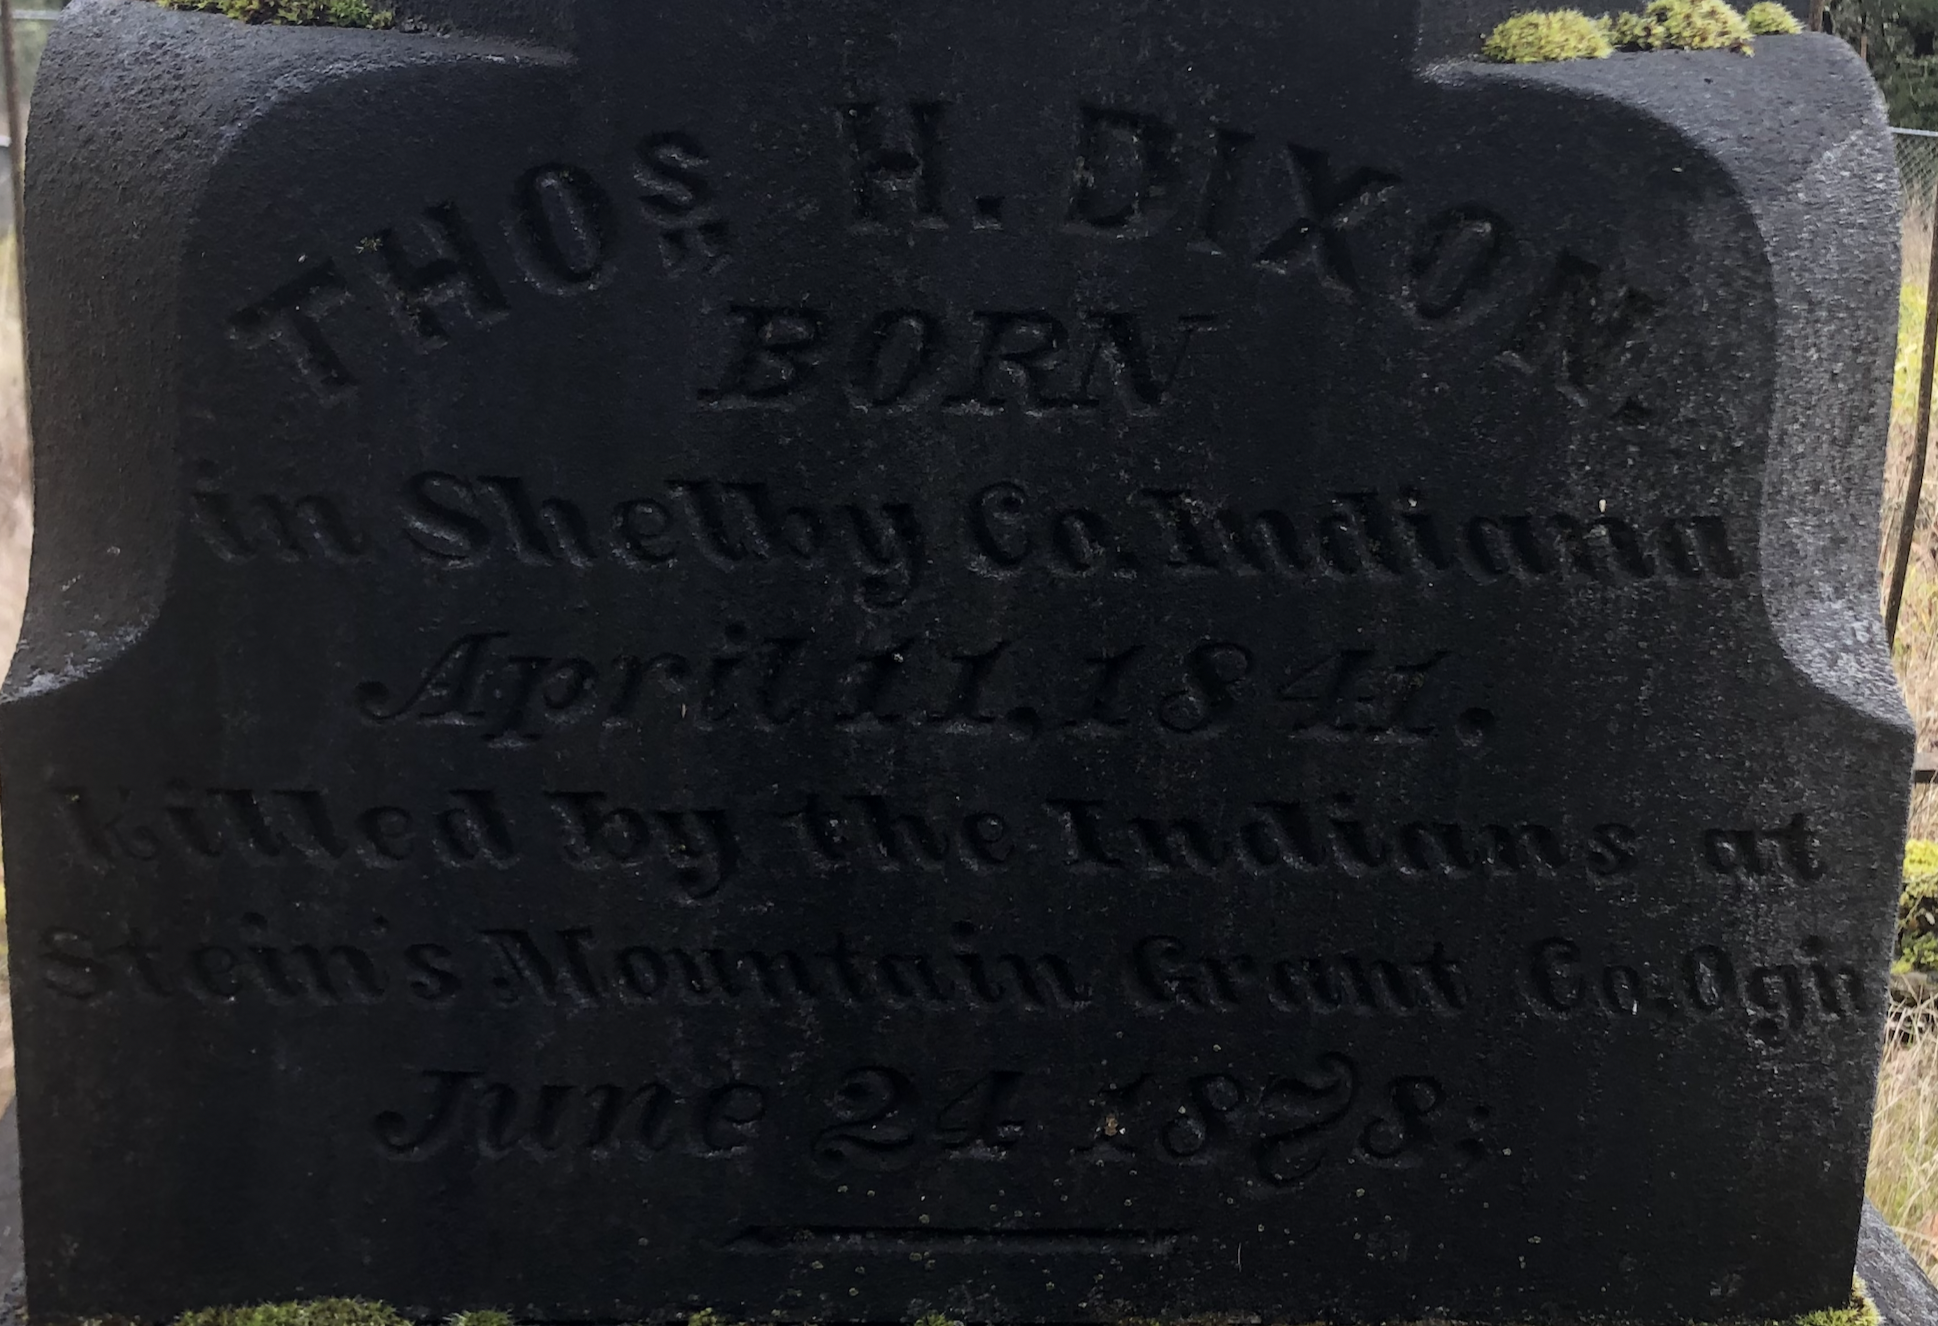 THOS H. DIXON.
BORN
in Shelby Co. Indiana
April 11, 1841.
killed by the Indians at
Stein's Mountain Grant Co. Ogn
June 24 1878;